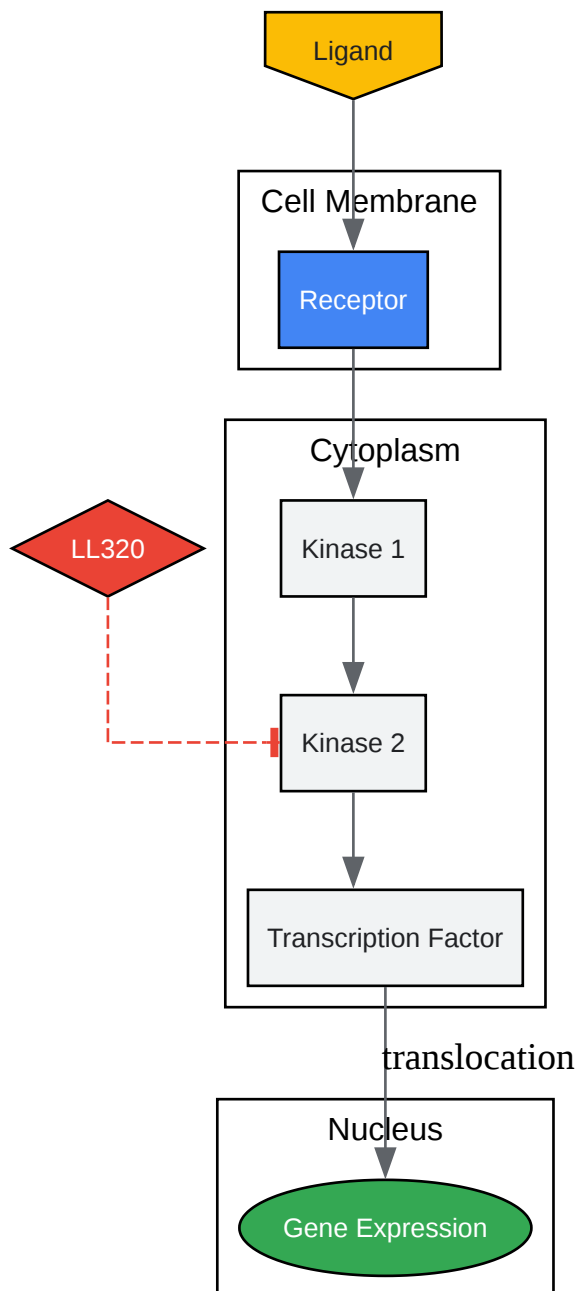 Ligand
Cell Membrane
Receptor
Cytoplasm
LL320
Kinase 1
Kinase 2
Transcription Factor
translocation
Nucleus
Gene Expression